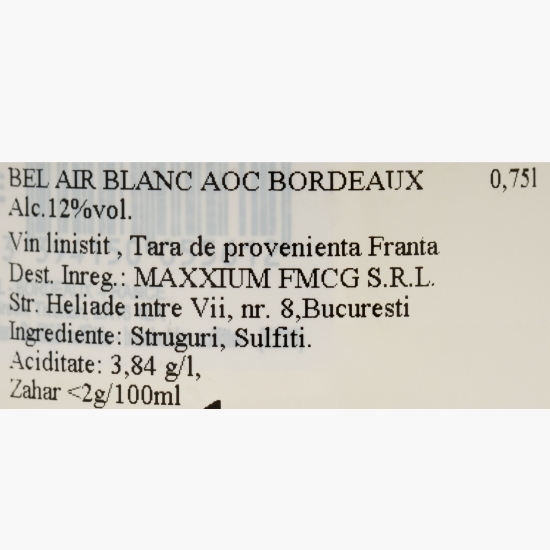 BEL AIR BLANC AOC BORDEAUX 0,75l
Alc.12%vol.
Vin linistit , Tara de provenienta Franta
Dest. Inreg.: MAXXIUM FMCG S.R.L.
Str. Heliade intre Vii, nr. 8,Bucuresti
Ingrediente: Struguri, Sulfiti.
Aciditate: 3,84 g/l,
Zahar <2g/100ml